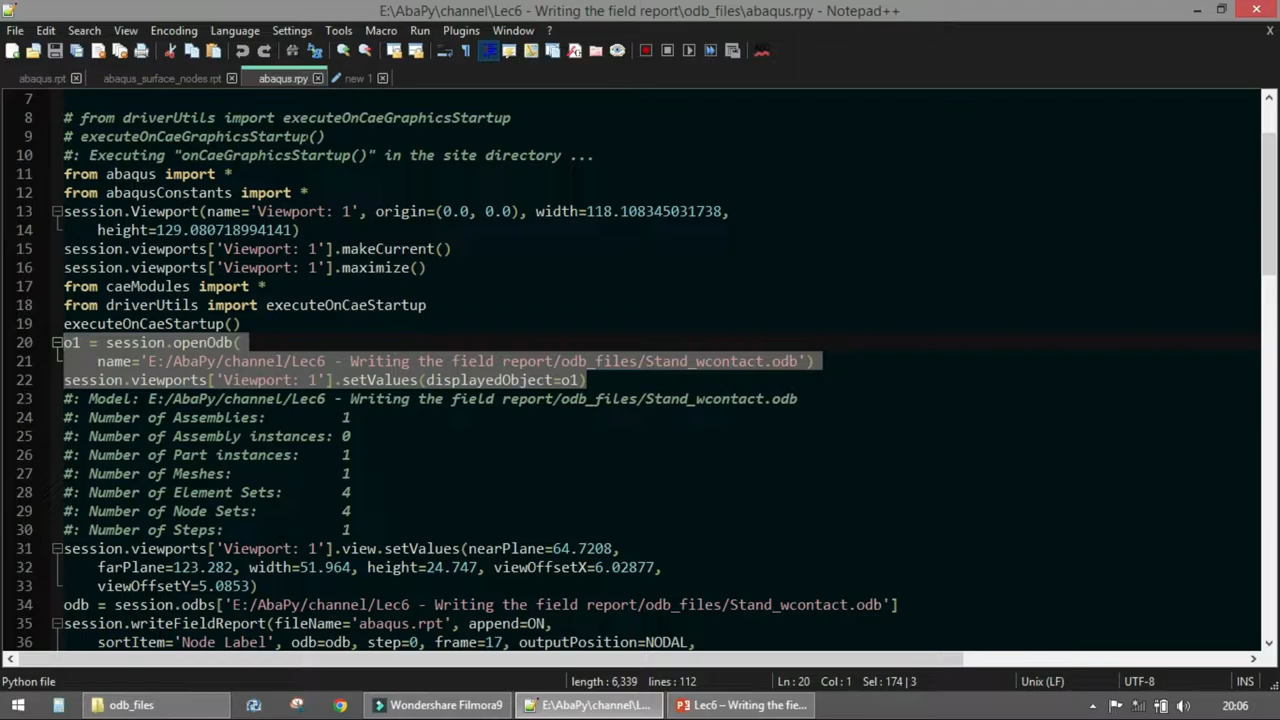 E:\AbaPy\channel\Lec6 - Writing the field report\odb_files\abaqus.rpy - Notepad++
File Edit Search View Encoding Language Settings Tools Macro Run Plugins Window ? X
abaqus.rpt abaqus_surface_nodes.rpt abaqus.rpy new 1
7
8 # from driverUtils import executeOnCaeGraphicsStartup
9 # executeOnCaeGraphicsStartup()
10 #: Executing "onCaeGraphicsStartup()" in the site directory ...
11 from abaqus import *
12 from abaqusConstants import *
13 session.Viewport(name='Viewport: 1', origin=(0.0, 0.0), width=118.108345031738,
14 height=129.080718994141)
15 session.viewports['Viewport: 1'].makeCurrent()
16 session.viewports['Viewport: 1'].maximize()
17 from caeModules import *
18 from driverUtils import executeOnCaeStartup
19 executeOnCaeStartup()
20 o1 = session.openOdb(
21 name='E:/AbaPy/channel/Lec6 - Writing the field report/odb_files/Stand_wcontact.odb')
22 session.viewports['Viewport: 1'].setValues(displayedObject=o1)
23 #: Model: E:/AbaPy/channel/Lec6 - Writing the field report/odb_files/Stand_wcontact.odb
24 #: Number of Assemblies: 1
25 #: Number of Assembly instances: 0
26 #: Number of Part instances: 1
27 #: Number of Meshes: 1
28 #: Number of Element Sets: 4
29 #: Number of Node Sets: 4
30 #: Number of Steps: 1
31 session.viewports['Viewport: 1'].view.setValues(nearPlane=64.7208,
32 farPlane=123.282, width=51.964, height=24.747, viewOffsetX=6.02877,
33 viewOffsetY=5.0853)
34 odb = session.odbs['E:/AbaPy/channel/Lec6 - Writing the field report/odb_files/Stand_wcontact.odb']
35 session.writeFieldReport(fileName='abaqus.rpt', append=ON,
36 sortItem='Node Label', odb=odb, step=0, frame=17, outputPosition=NODAL,
Python file length : 6,339 lines : 112 Ln : 20 Col : 1 Sel : 174 | 3 Unix (LF) UTF-8 INS
odb_files Wondershare Filmora9 E:\AbaPy\channel\L... Lec6 – Writing the fie... 20:06